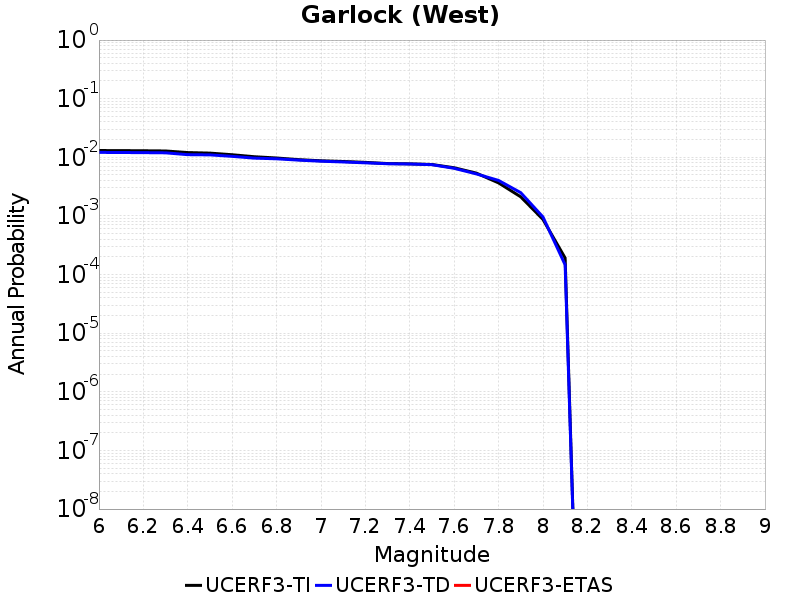 Garlock (West)
Annual Probability
10^0
10^-1
10^-2
10^-3
10^-4
10^-5
10^-6
10^-7
10^-8
6 6.2 6.4 6.6 6.8 7 7.2 7.4 7.6 7.8 8 8.2 8.4 8.6 8.8 9
Magnitude
UCERF3-TI UCERF3-TD UCERF3-ETAS